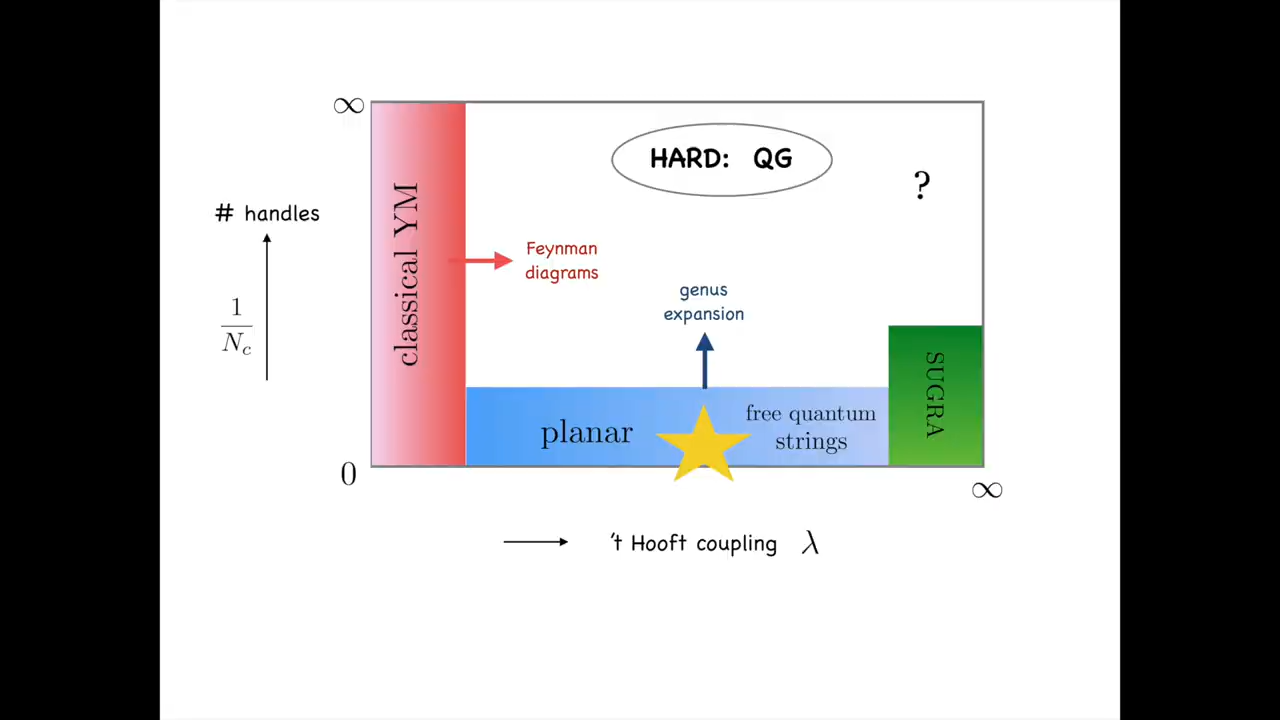 ∞
HARD: QG
?
classical YM
# handles
Feynman
diagrams
genus
expansion
1
N_c
SUGRA
planar
free quantum
strings
0
∞
't Hooft coupling λ